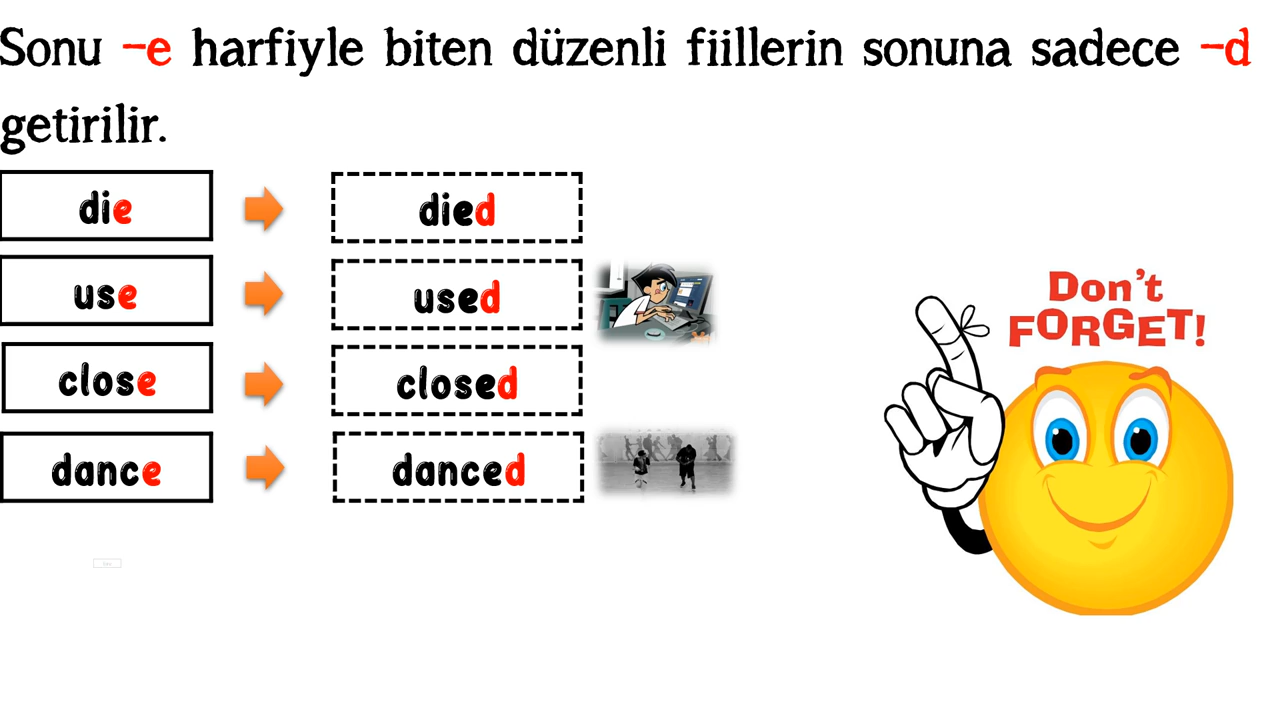 Sonu -e harfiyle biten düzenli fiillerin sonuna sadece -d
getirilir.
die
died
use
used
close
closed
dance
danced
Don't
FORGET!